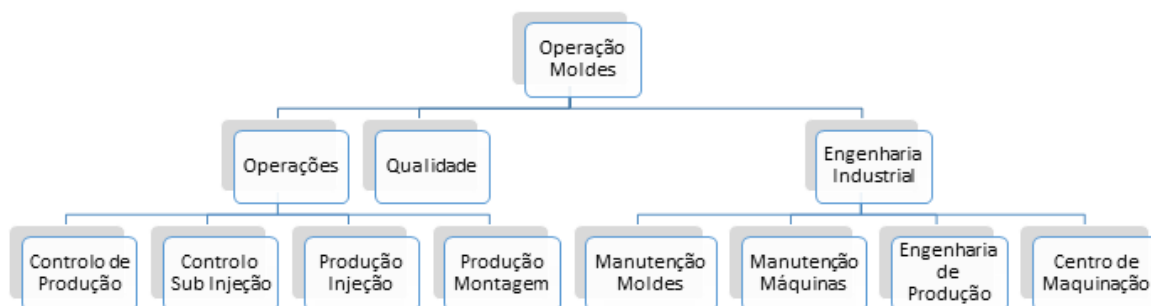 Operação
Moldes
Operações
Qualidade
Engenharia
Industrial
Controlo de
Produção
Controlo
Sub Injeção
Produção
Injeção
Produção
Montagem
Manutenção
Moldes
Manutenção
Máquinas
Engenharia
de
Produção
Centro de
Maquinação